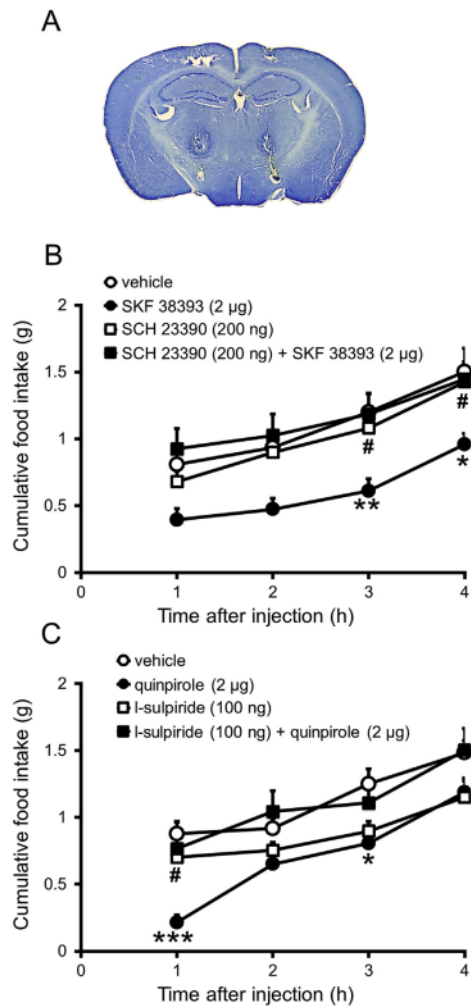 A
B
vehicle
SKF 38393 (2 µg)
SCH 23390 (200 ng)
SCH 23390 (200 ng) + SKF 38393 (2 µg)
Cumulative food intake (g)
2
1.5
1
0.5
0
#
#
**
*
0 1 2 3 4
Time after injection (h)
C
vehicle
quinpirole (2 µg)
l-sulpiride (100 ng)
l-sulpiride (100 ng) + quinpirole (2 µg)
Cumulative food intake (g)
2
1.5
1
0.5
0
#
***
*
0 1 2 3 4
Time after injection (h)